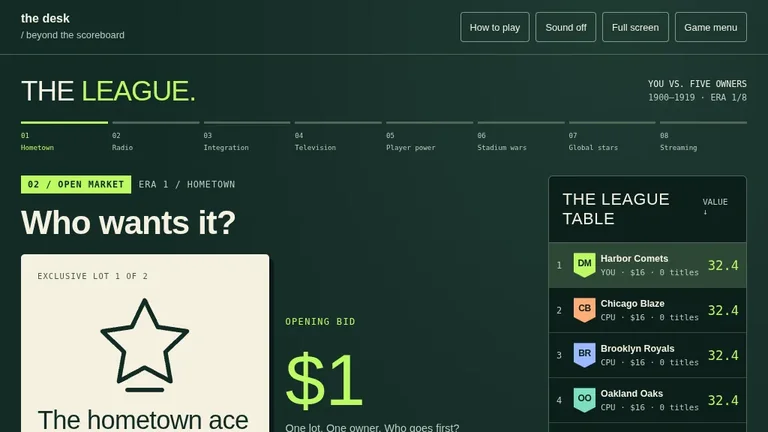 the desk
/ beyond the scoreboard
How to play
Sound off
Full screen
Game menu
THE LEAGUE.
YOU VS. FIVE OWNERS
1900–1919 · ERA 1/8
01
Hometown
02
Radio
03
Integration
04
Television
05
Player power
06
Stadium wars
07
Global stars
08
Streaming
02 / OPEN MARKET
ERA 1 / HOMETOWN
Who wants it?
EXCLUSIVE LOT 1 OF 2
The hometown ace
OPENING BID
$1
One lot. One owner. Who goes first?
THE LEAGUE TABLE
VALUE ↓
1
DM
Harbor Comets
YOU · $16 · 0 titles
32.4
2
CB
Chicago Blaze
CPU · $16 · 0 titles
32.4
3
BR
Brooklyn Royals
CPU · $16 · 0 titles
32.4
4
OO
Oakland Oaks
CPU · $16 · 0 titles
32.4